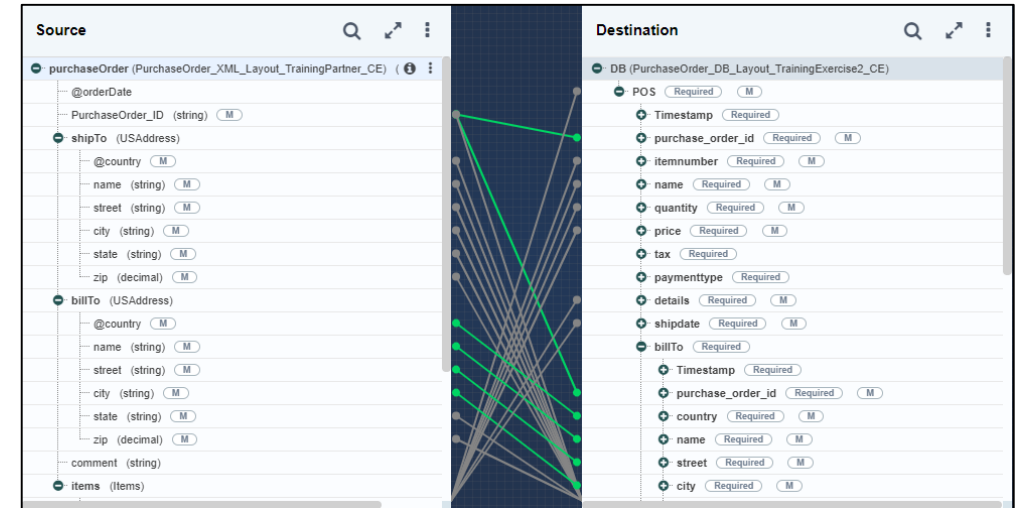 Source
purchaseOrder (PurchaseOrder_XML_Layout_TrainingPartner_CE) (
@orderDate
PurchaseOrder_ID (string) M
shipTo (USAddress)
@country M
name (string) M
street (string) M
city (string) M
state (string) M
zip (decimal) M
billTo (USAddress)
@country M
name (string) M
street (string) M
city (string) M
state (string) M
zip (decimal) M
comment (string)
items (Items)
Destination
DB (PurchaseOrder_DB_Layout_TrainingExercise2_CE)
POS Required M
Timestamp Required
purchase_order_id Required M
itemnumber Required M
name Required M
quantity Required M
price Required M
tax Required
paymenttype Required
details Required M
shipdate Required M
billTo Required
Timestamp Required
purchase_order_id Required M
country Required M
name Required M
street Required M
city Required M